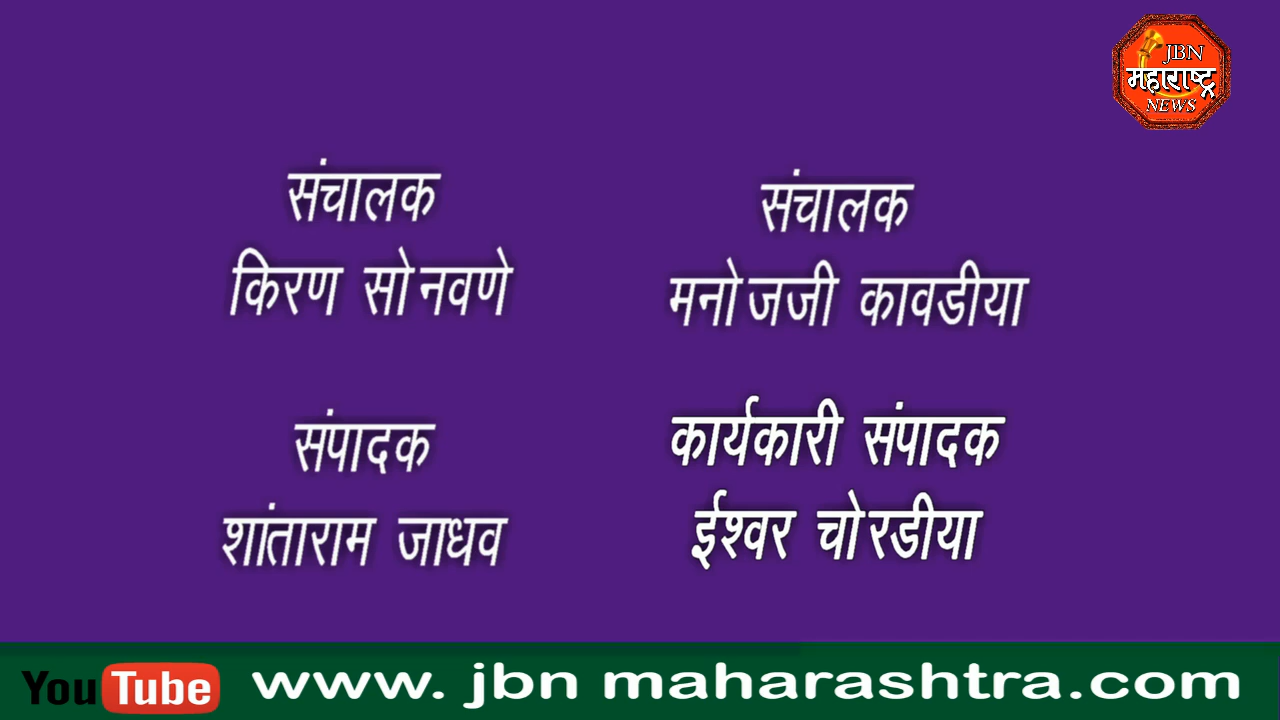 JBN
महाराष्ट्र
NEWS
संचालक
किरण सोनवणे
संचालक
मनोजजी कावडीया
संपादक
शांताराम जाधव
कार्यकारी संपादक
ईश्वर चोरडीया
YouTube www. jbn maharashtra.com